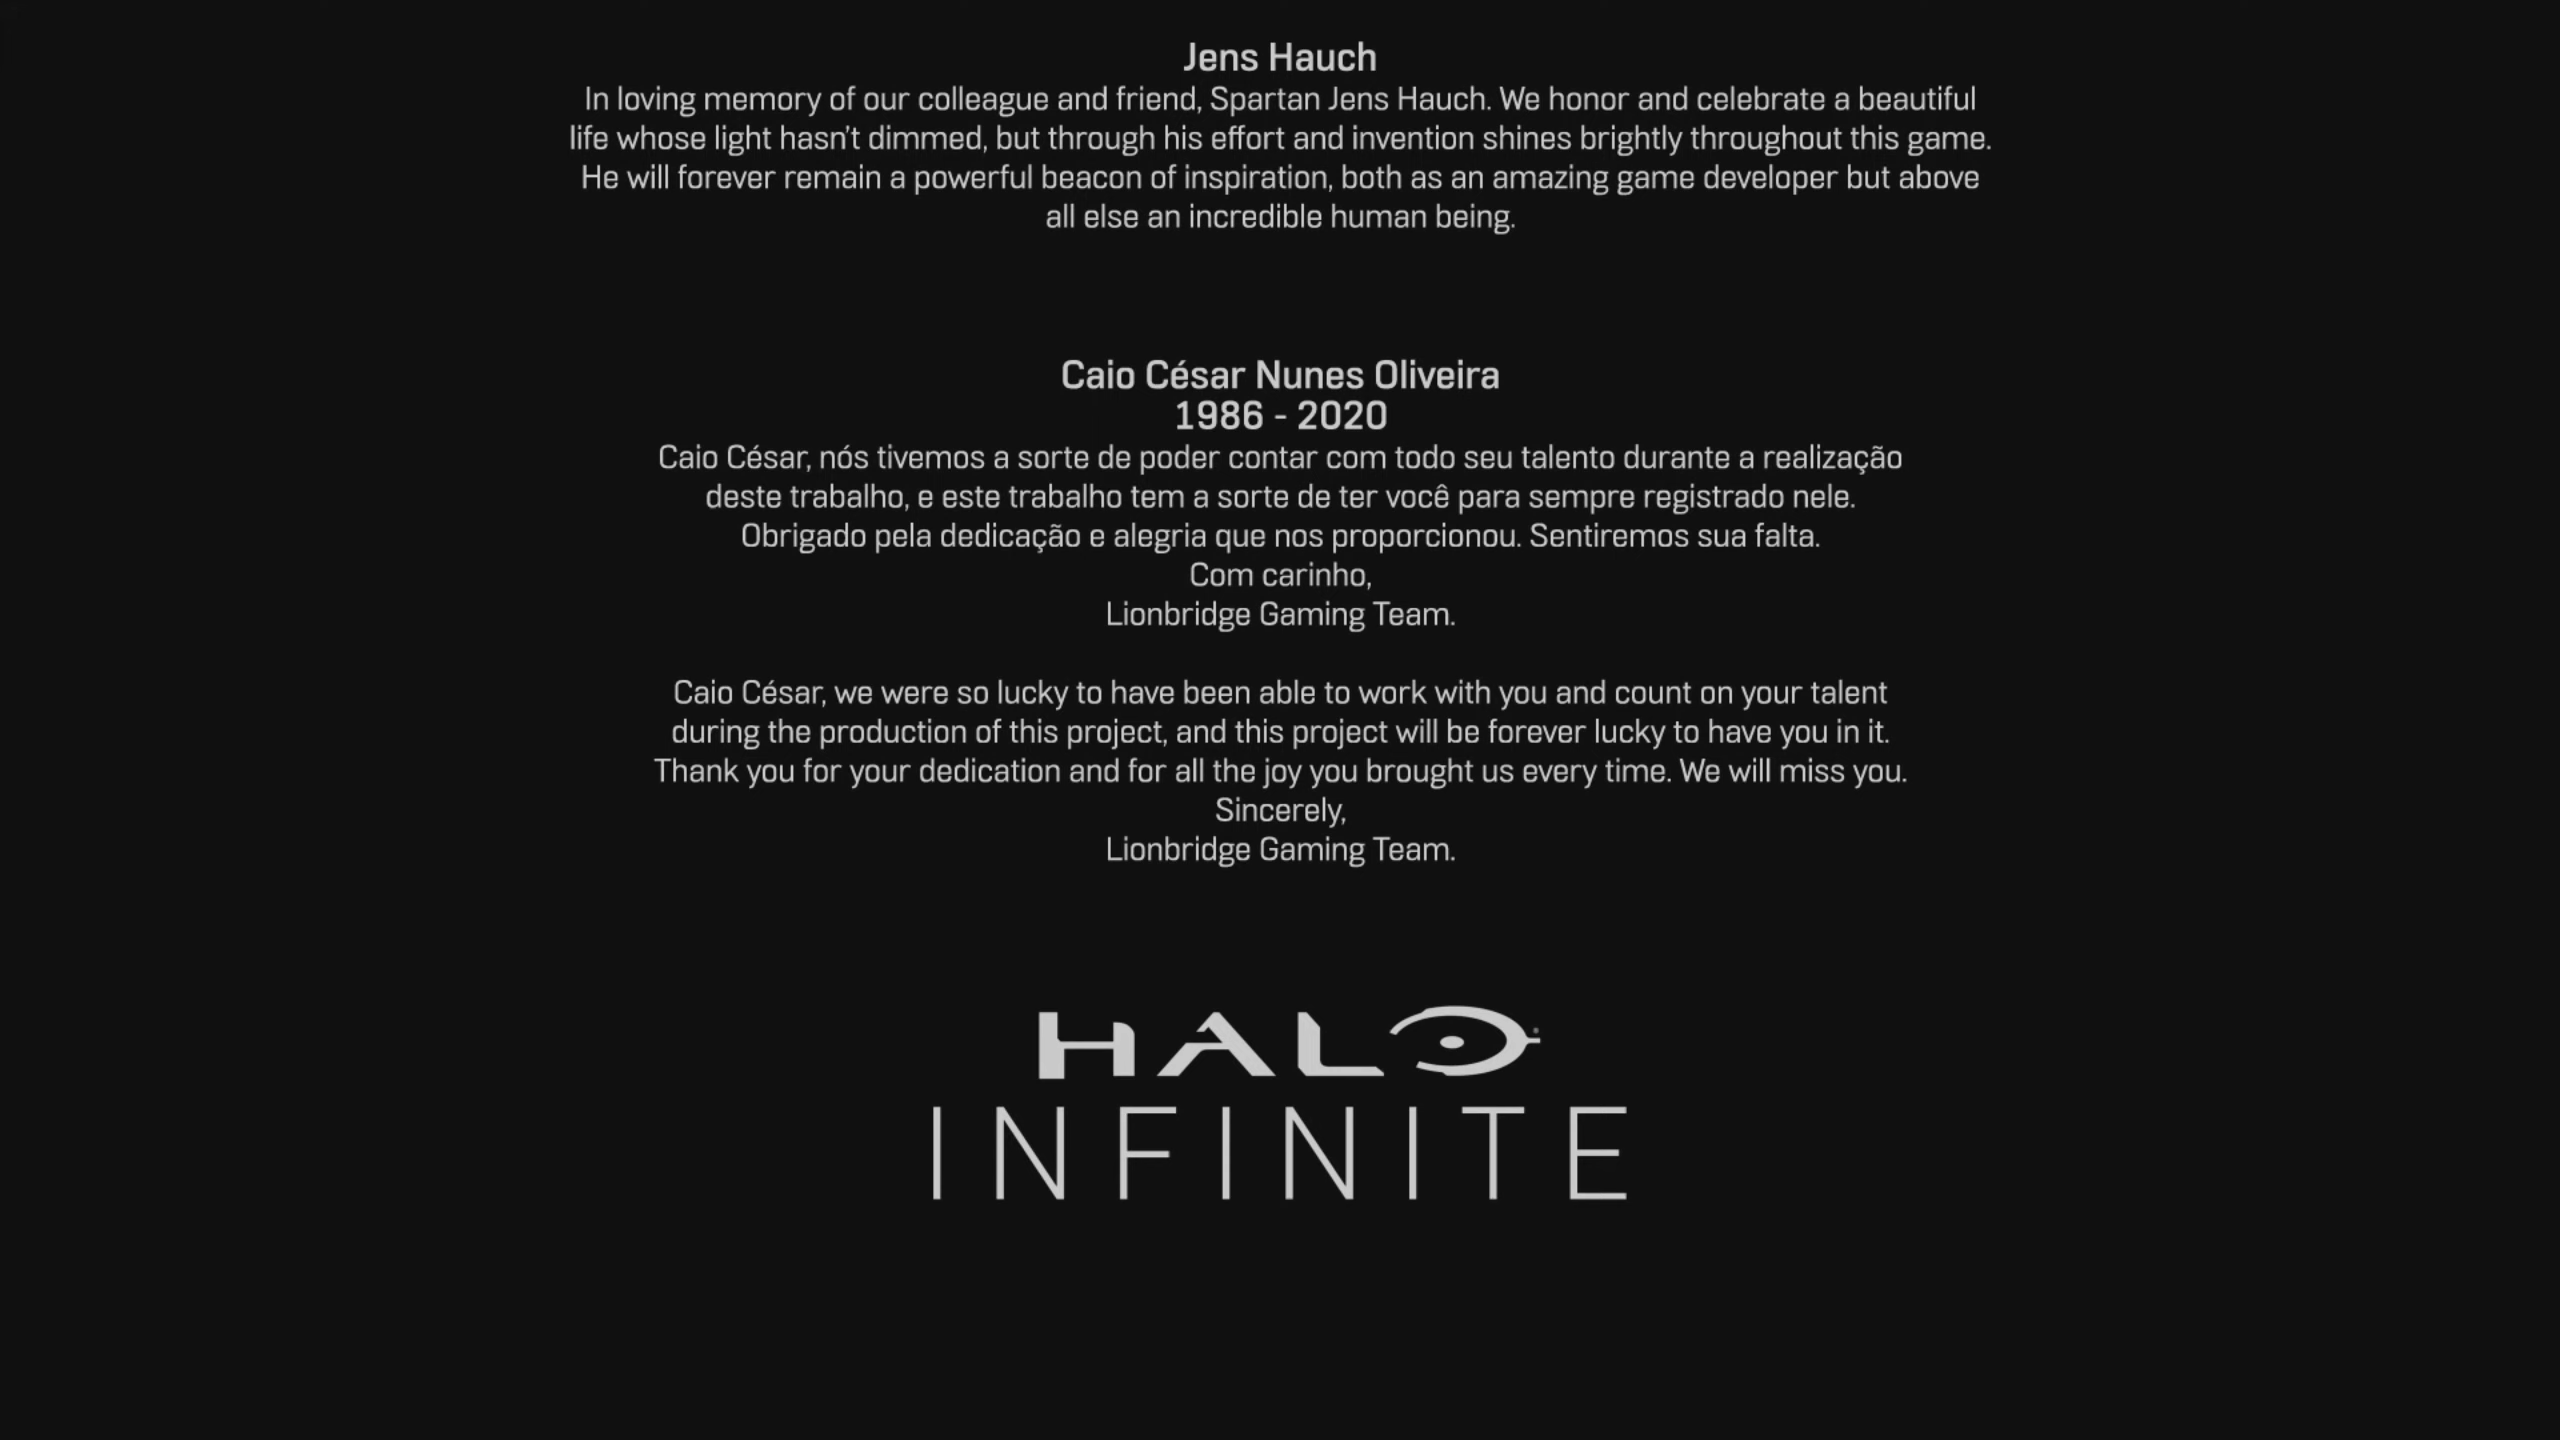 Jens Hauch
In loving memory of our colleague and friend, Spartan Jens Hauch. We honor and celebrate a beautiful
life whose light hasn't dimmed, but through his effort and invention shines brightly throughout this game.
He will forever remain a powerful beacon of inspiration, both as an amazing game developer but above
all else an incredible human being.
Caio César Nunes Oliveira
1986 - 2020
Caio César, nós tivemos a sorte de poder contar com todo seu talento durante a realização
deste trabalho, e este trabalho tem a sorte de ter você para sempre registrado nele.
Obrigado pela dedicação e alegria que nos proporcionou. Sentiremos sua falta.
Com carinho,
Lionbridge Gaming Team.
Caio César, we were so lucky to have been able to work with you and count on your talent
during the production of this project, and this project will be forever lucky to have you in it.
Thank you for your dedication and for all the joy you brought us every time. We will miss you.
Sincerely,
Lionbridge Gaming Team.
HALO®
INFINITE